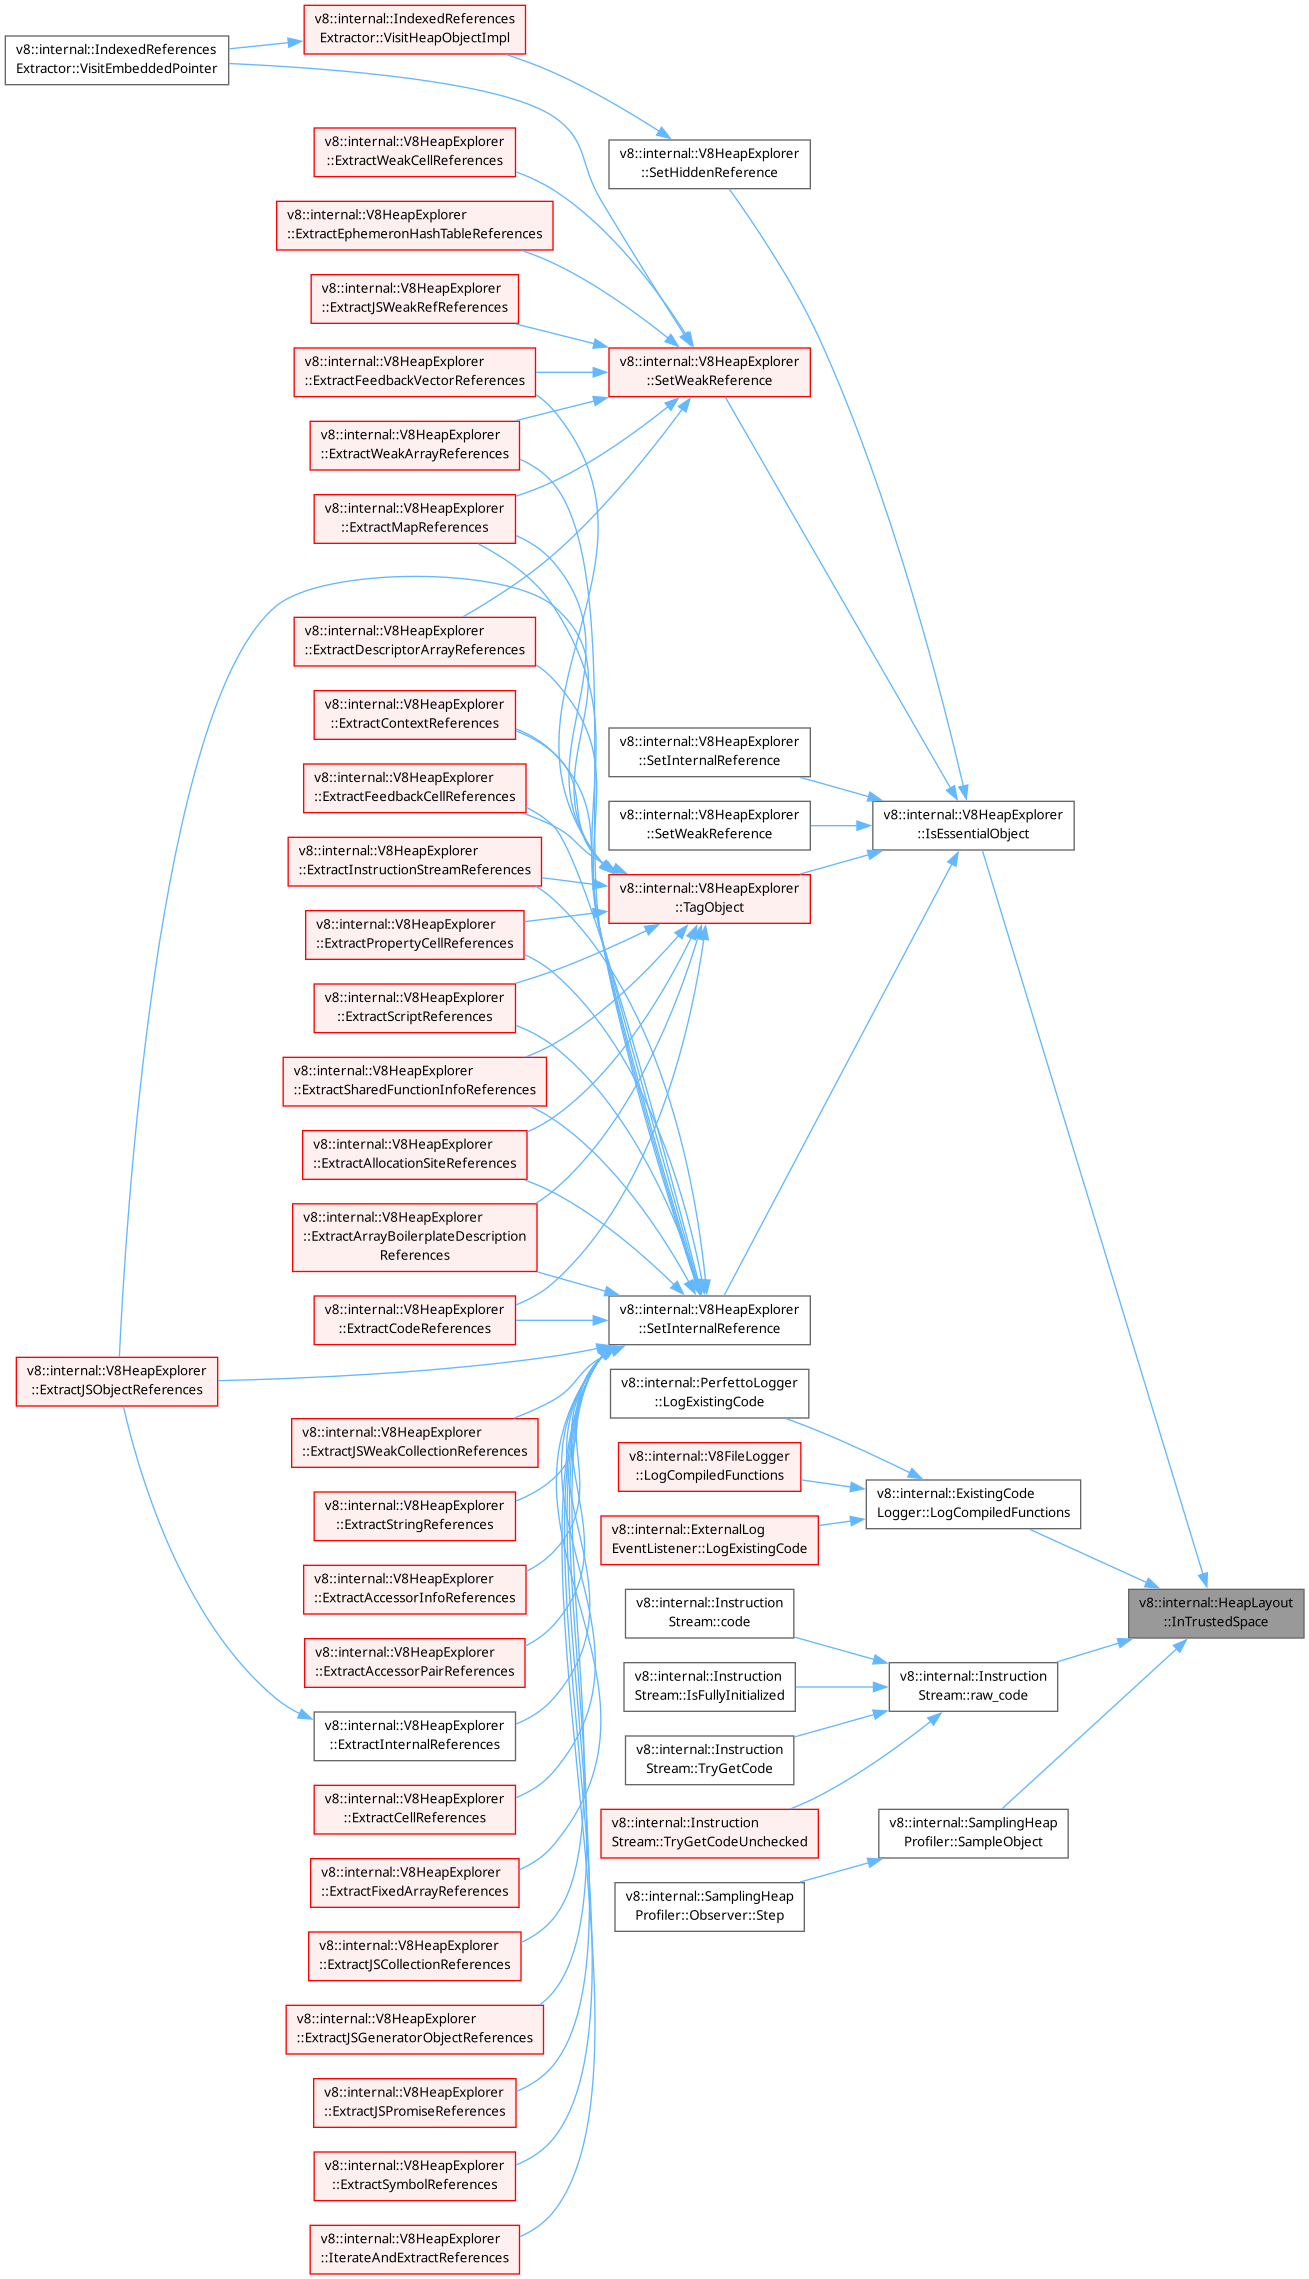 v8::internal::IndexedReferences
Extractor::VisitHeapObjectImpl
v8::internal::IndexedReferences
Extractor::VisitEmbeddedPointer
v8::internal::V8HeapExplorer
::ExtractWeakCellReferences
v8::internal::V8HeapExplorer
::SetHiddenReference
v8::internal::V8HeapExplorer
::ExtractEphemeronHashTableReferences
v8::internal::V8HeapExplorer
::ExtractJSWeakRefReferences
v8::internal::V8HeapExplorer
::ExtractFeedbackVectorReferences
v8::internal::V8HeapExplorer
::SetWeakReference
v8::internal::V8HeapExplorer
::ExtractWeakArrayReferences
v8::internal::V8HeapExplorer
::ExtractMapReferences
v8::internal::V8HeapExplorer
::ExtractDescriptorArrayReferences
v8::internal::V8HeapExplorer
::ExtractContextReferences
v8::internal::V8HeapExplorer
::SetInternalReference
v8::internal::V8HeapExplorer
::ExtractFeedbackCellReferences
v8::internal::V8HeapExplorer
::SetWeakReference
v8::internal::V8HeapExplorer
::IsEssentialObject
v8::internal::V8HeapExplorer
::ExtractInstructionStreamReferences
v8::internal::V8HeapExplorer
::TagObject
v8::internal::V8HeapExplorer
::ExtractPropertyCellReferences
v8::internal::V8HeapExplorer
::ExtractScriptReferences
v8::internal::V8HeapExplorer
::ExtractSharedFunctionInfoReferences
v8::internal::V8HeapExplorer
::ExtractAllocationSiteReferences
v8::internal::V8HeapExplorer
::ExtractArrayBoilerplateDescription
References
v8::internal::V8HeapExplorer
::ExtractCodeReferences
v8::internal::V8HeapExplorer
::SetInternalReference
v8::internal::V8HeapExplorer
::ExtractJSObjectReferences
v8::internal::PerfettoLogger
::LogExistingCode
v8::internal::V8HeapExplorer
::ExtractJSWeakCollectionReferences
v8::internal::V8FileLogger
::LogCompiledFunctions
v8::internal::ExistingCode
Logger::LogCompiledFunctions
v8::internal::V8HeapExplorer
::ExtractStringReferences
v8::internal::ExternalLog
EventListener::LogExistingCode
v8::internal::V8HeapExplorer
::ExtractAccessorInfoReferences
v8::internal::Instruction
Stream::code
v8::internal::HeapLayout
::InTrustedSpace
v8::internal::V8HeapExplorer
::ExtractAccessorPairReferences
v8::internal::Instruction
Stream::IsFullyInitialized
v8::internal::Instruction
Stream::raw_code
v8::internal::V8HeapExplorer
::ExtractInternalReferences
v8::internal::Instruction
Stream::TryGetCode
v8::internal::V8HeapExplorer
::ExtractCellReferences
v8::internal::Instruction
Stream::TryGetCodeUnchecked
v8::internal::SamplingHeap
Profiler::SampleObject
v8::internal::V8HeapExplorer
::ExtractFixedArrayReferences
v8::internal::SamplingHeap
Profiler::Observer::Step
v8::internal::V8HeapExplorer
::ExtractJSCollectionReferences
v8::internal::V8HeapExplorer
::ExtractJSGeneratorObjectReferences
v8::internal::V8HeapExplorer
::ExtractJSPromiseReferences
v8::internal::V8HeapExplorer
::ExtractSymbolReferences
v8::internal::V8HeapExplorer
::IterateAndExtractReferences